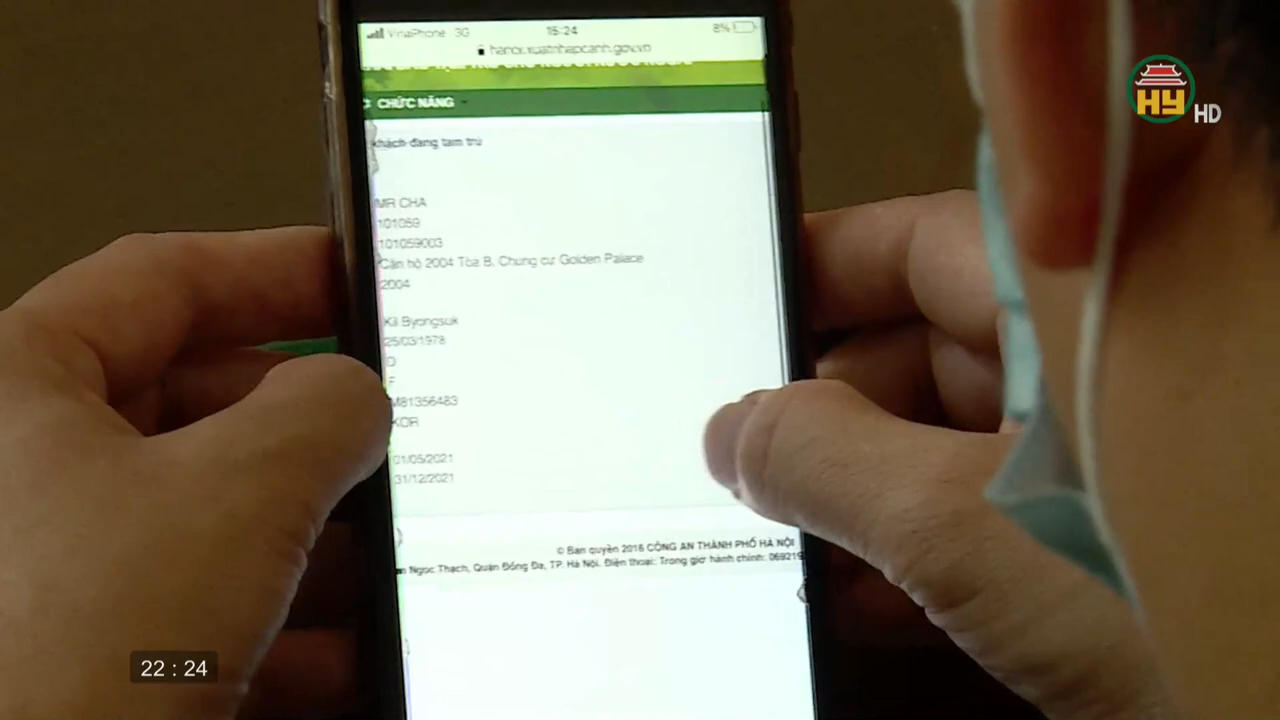 VinaPhone 3G 15:24 8%
hanoi.xuatnhapcanh.gov.vn
CHỨC NĂNG
HY HD
khách đang tạm trú
MR CHA
101059
101059003
Căn hộ 2004 Tòa B, Chung cư Golden Palace
2004
Kil Byongsuk
25/03/1978
D
F
M81356483
KOR
01/05/2021
31/12/2021
© Bản quyền 2016 CÔNG AN THÀNH PHỐ HÀ NỘI
Ngọc Thạch, Quận Đống Đa, TP. Hà Nội. Điện thoại: Trong giờ hành chính: 069219
22 : 24